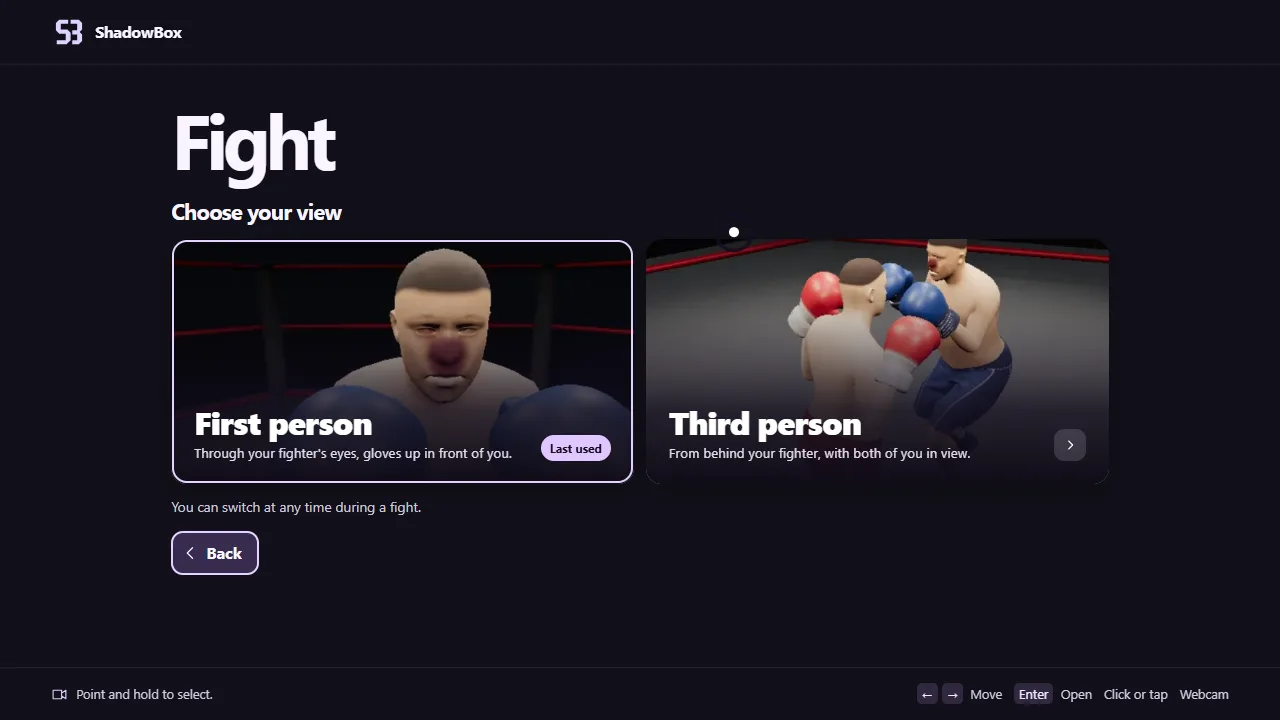 ShadowBox
Fight
Choose your view
First person
Through your fighter's eyes, gloves up in front of you.
Last used
Third person
From behind your fighter, with both of you in view.
You can switch at any time during a fight.
Back
Point and hold to select.
← → Move Enter Open Click or tap Webcam